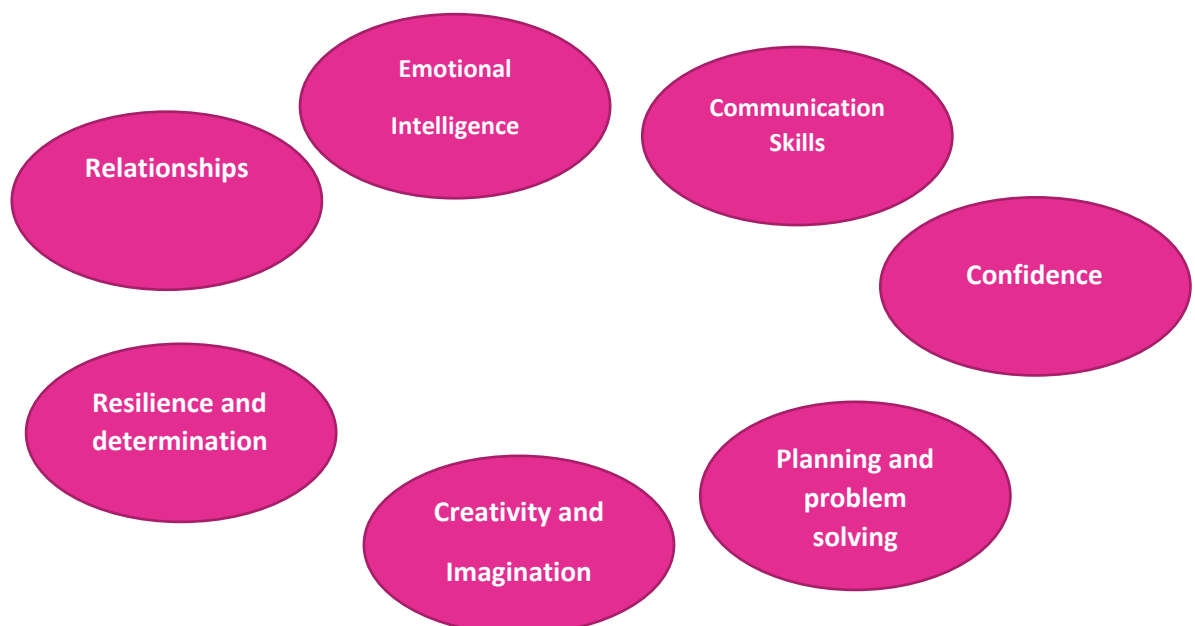 Emotional
Intelligence
Communication
Skills
Relationships
Confidence
Resilience and
determination
Planning and
problem
solving
Creativity and
Imagination